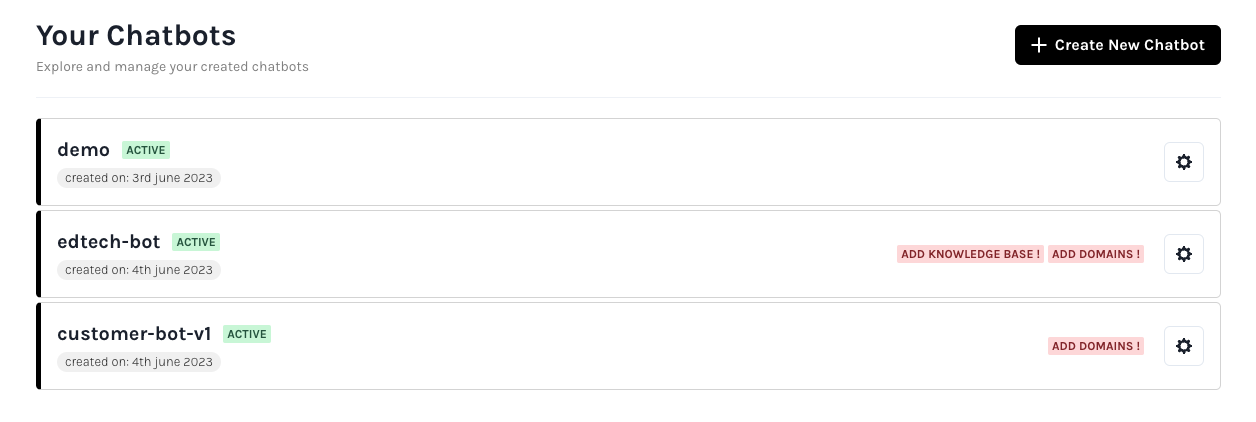 Your Chatbots
Explore and manage your created chatbots
Create New Chatbot
demo ACTIVE
created on: 3rd june 2023
edtech-bot ACTIVE
created on: 4th june 2023
ADD KNOWLEDGE BASE ! ADD DOMAINS !
customer-bot-v1 ACTIVE
created on: 4th june 2023
ADD DOMAINS !